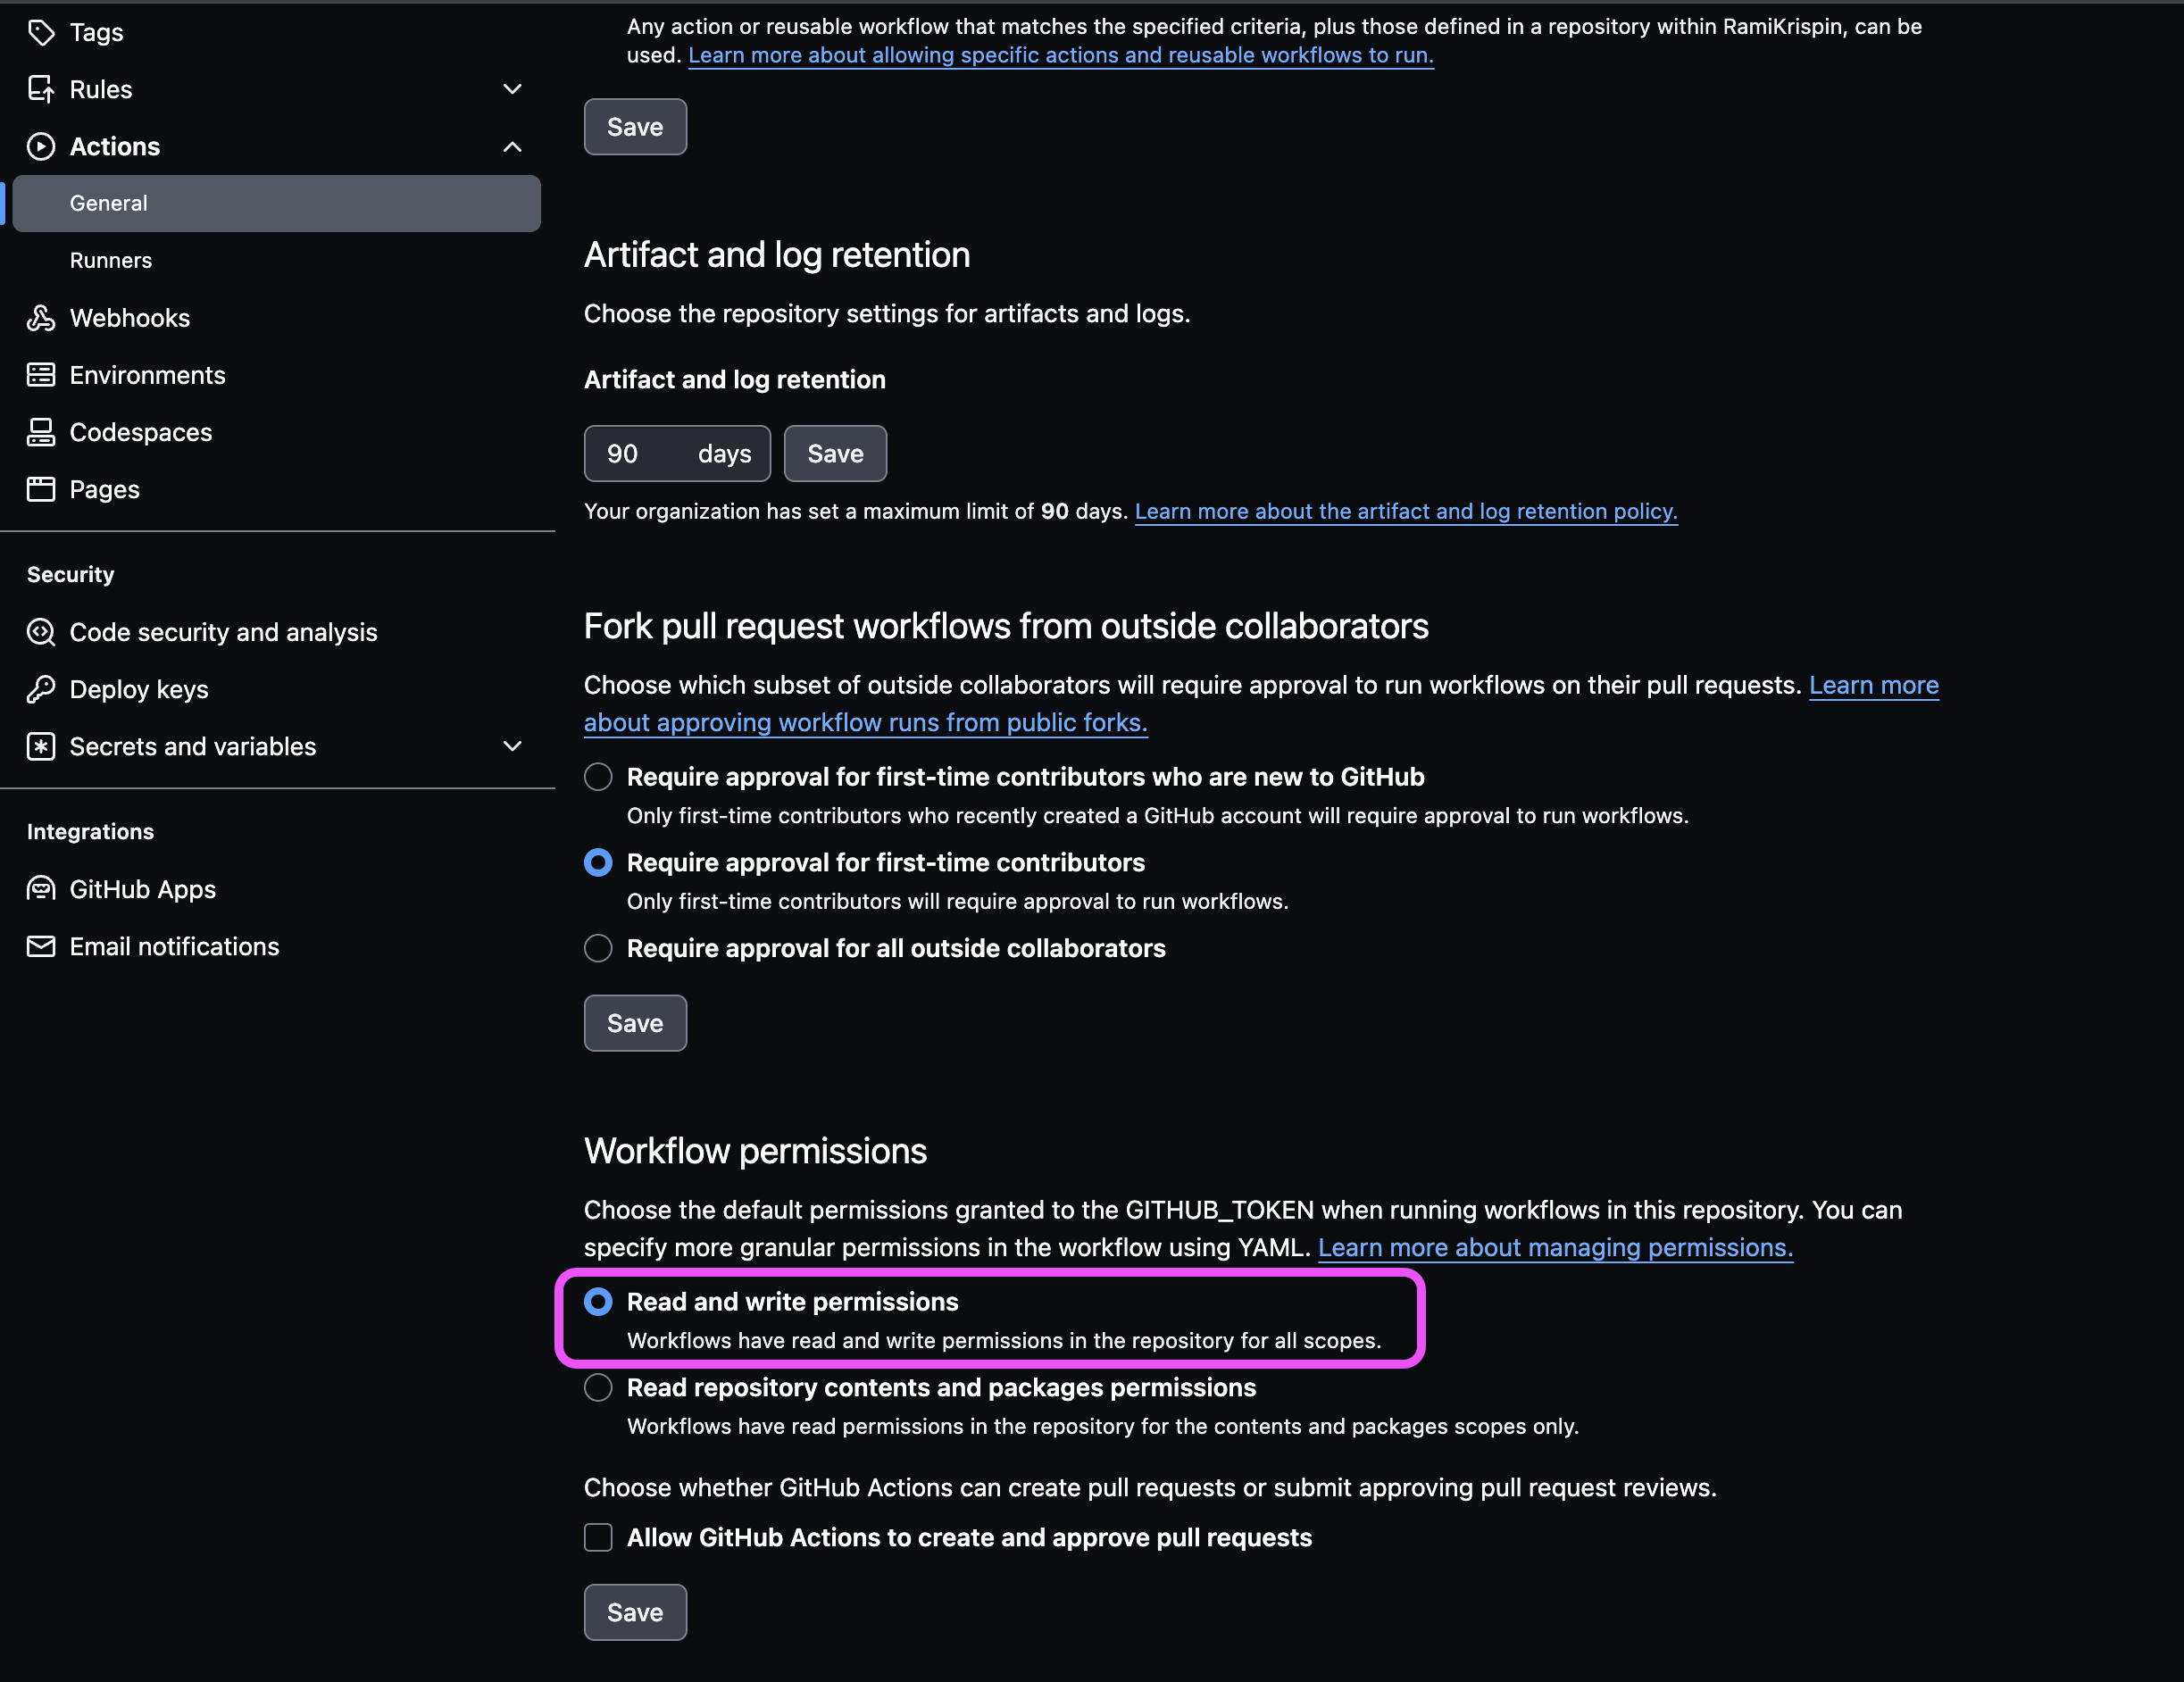 Tags
Rules
Actions
General
Runners
Webhooks
Environments
Codespaces
Pages
Security
Code security and analysis
Deploy keys
Secrets and variables
Integrations
GitHub Apps
Email notifications
Any action or reusable workflow that matches the specified criteria, plus those defined in a repository within RamiKrispin, can be
used. Learn more about allowing specific actions and reusable workflows to run.
Save
Artifact and log retention
Choose the repository settings for artifacts and logs.
Artifact and log retention
90 days Save
Your organization has set a maximum limit of 90 days. Learn more about the artifact and log retention policy.
Fork pull request workflows from outside collaborators
Choose which subset of outside collaborators will require approval to run workflows on their pull requests. Learn more
about approving workflow runs from public forks.
Require approval for first-time contributors who are new to GitHub
Only first-time contributors who recently created a GitHub account will require approval to run workflows.
Require approval for first-time contributors
Only first-time contributors will require approval to run workflows.
Require approval for all outside collaborators
Save
Workflow permissions
Choose the default permissions granted to the GITHUB_TOKEN when running workflows in this repository. You can
specify more granular permissions in the workflow using YAML. Learn more about managing permissions.
Read and write permissions
Workflows have read and write permissions in the repository for all scopes.
Read repository contents and packages permissions
Workflows have read permissions in the repository for the contents and packages scopes only.
Choose whether GitHub Actions can create pull requests or submit approving pull request reviews.
Allow GitHub Actions to create and approve pull requests
Save